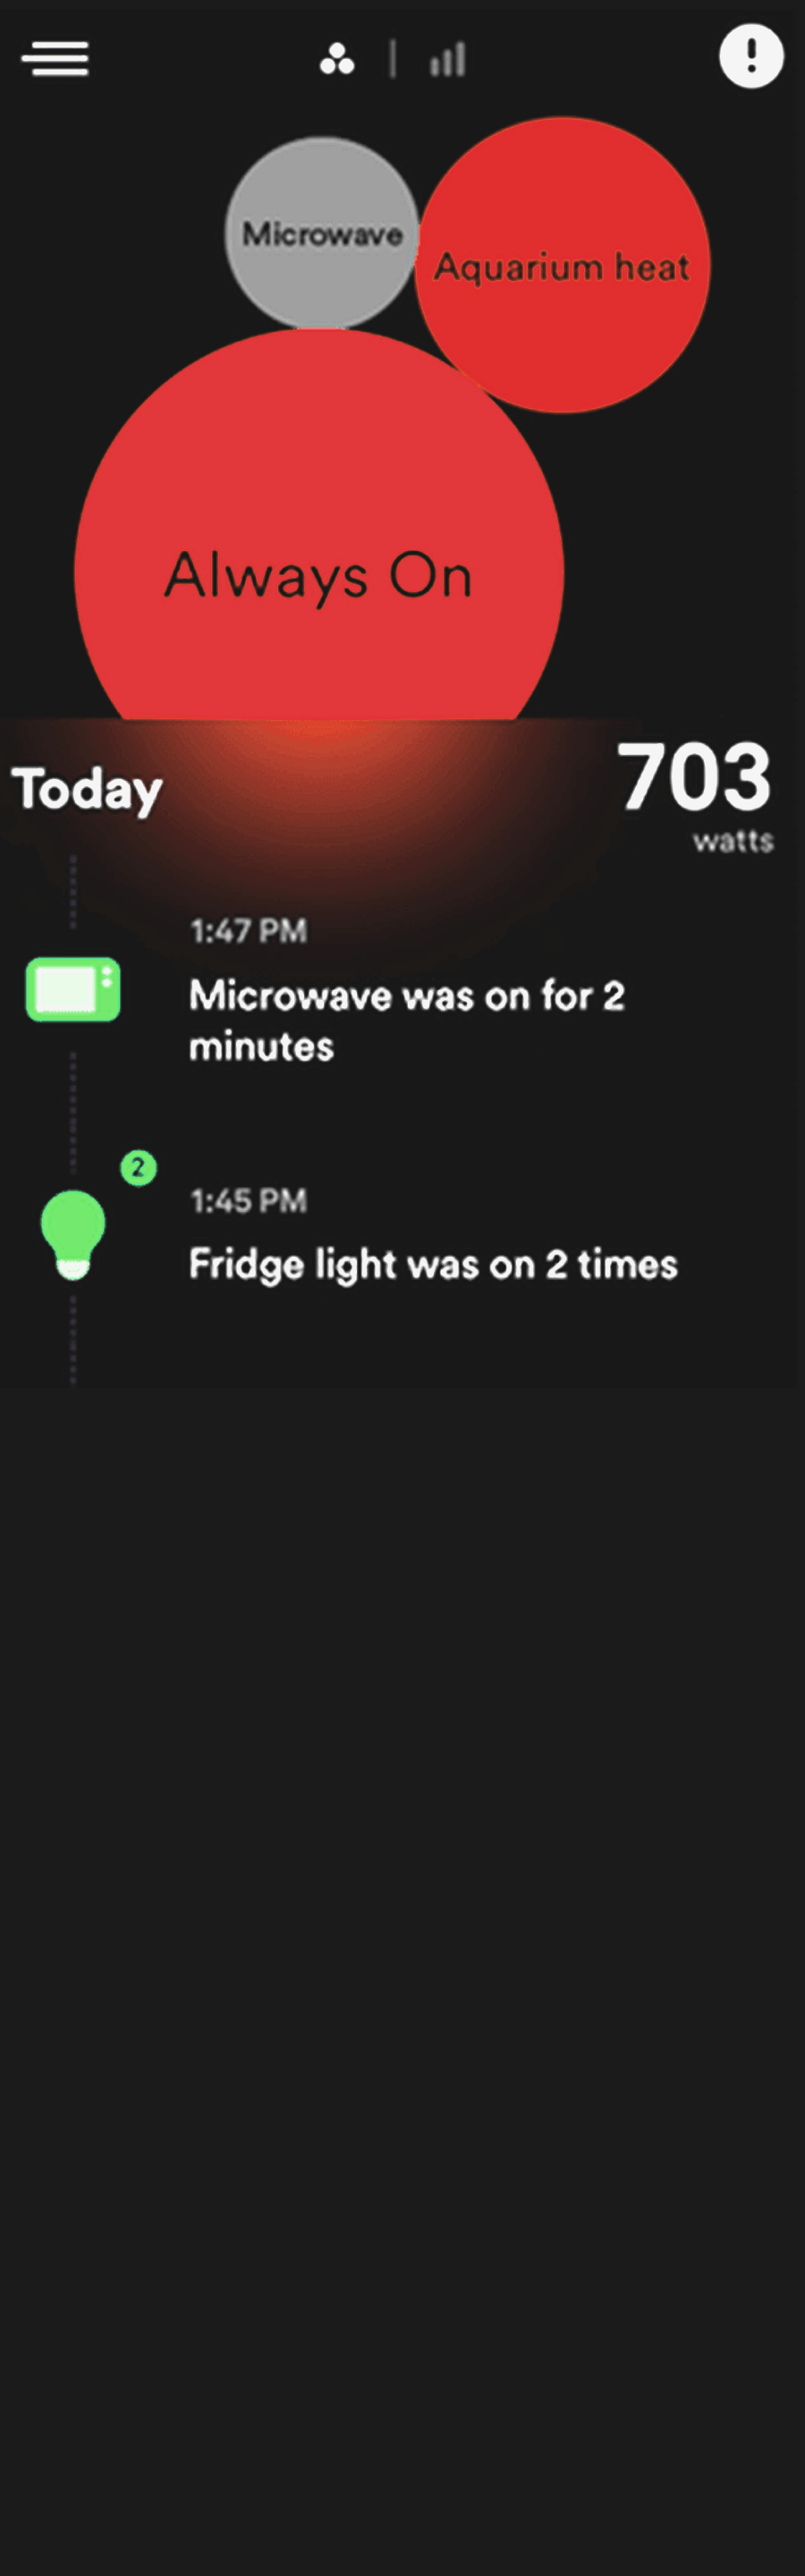 Microwave
Aquarium heat
Always On
Today
703
watts
1:47 PM
Microwave was on for 2
minutes
2
1:45 PM
Fridge light was on 2 times